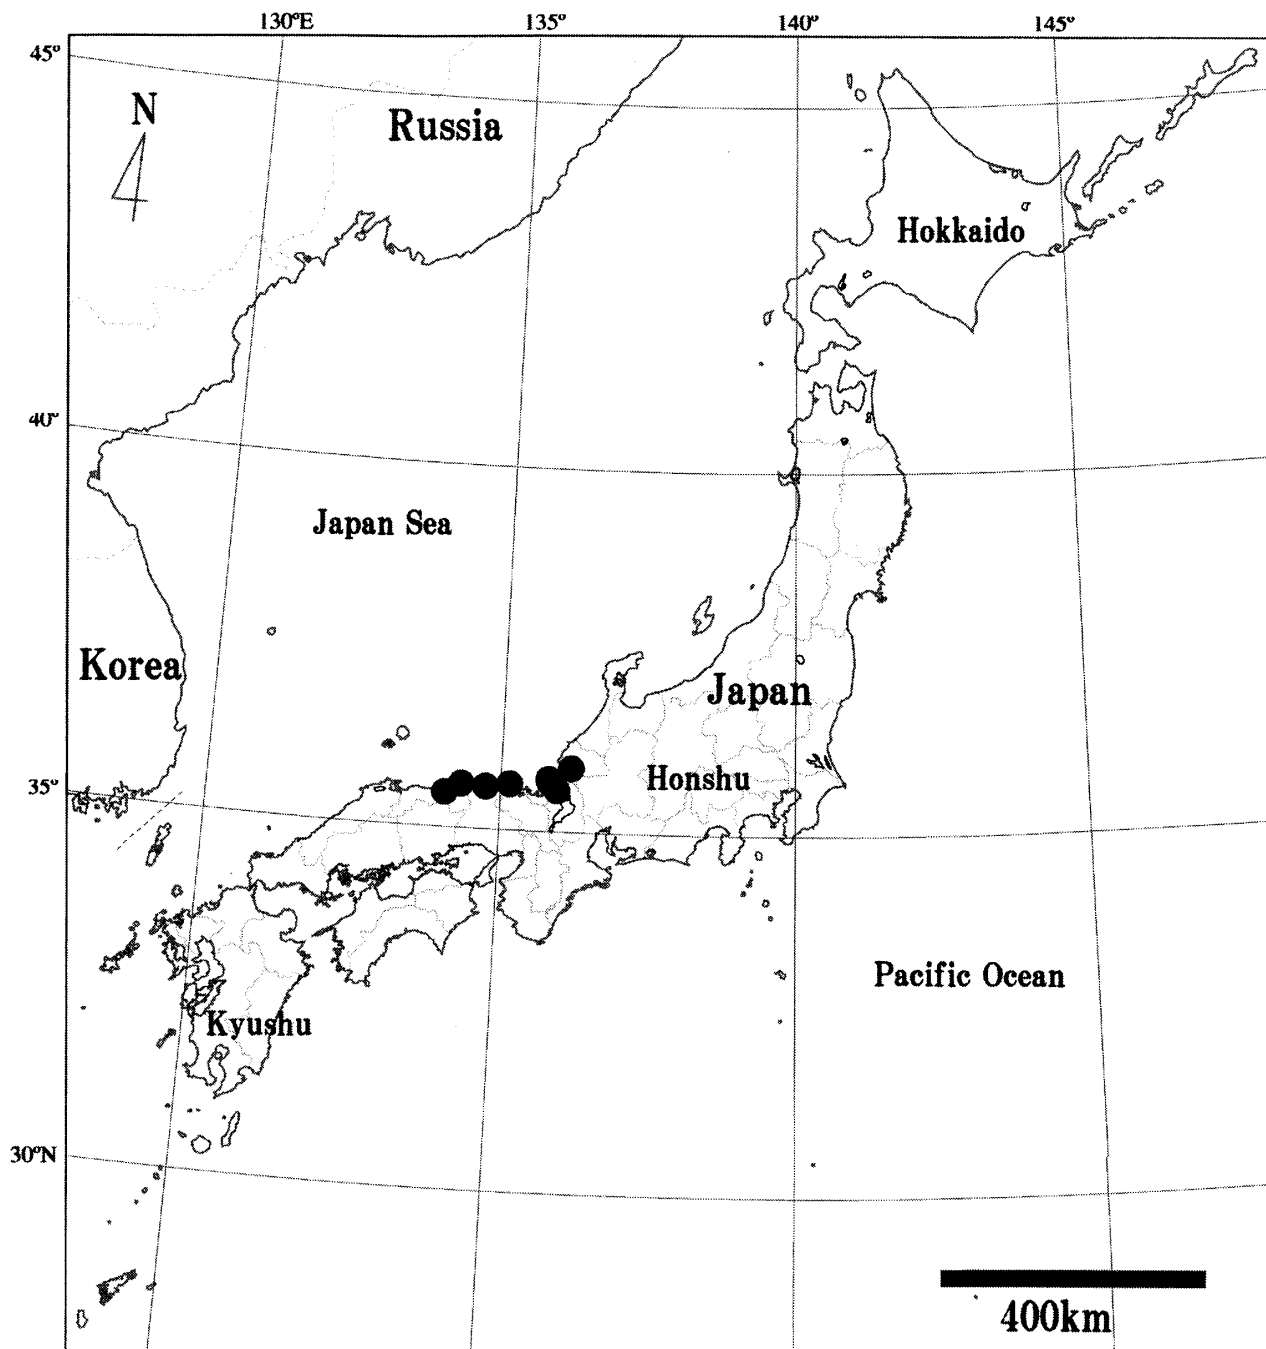 130°E 135° 140° 145°
45°
N
Russia
Hokkaido
40°
Japan Sea
Korea
Japan
35°
Honshu
Pacific Ocean
Kyushu
30°N
400km